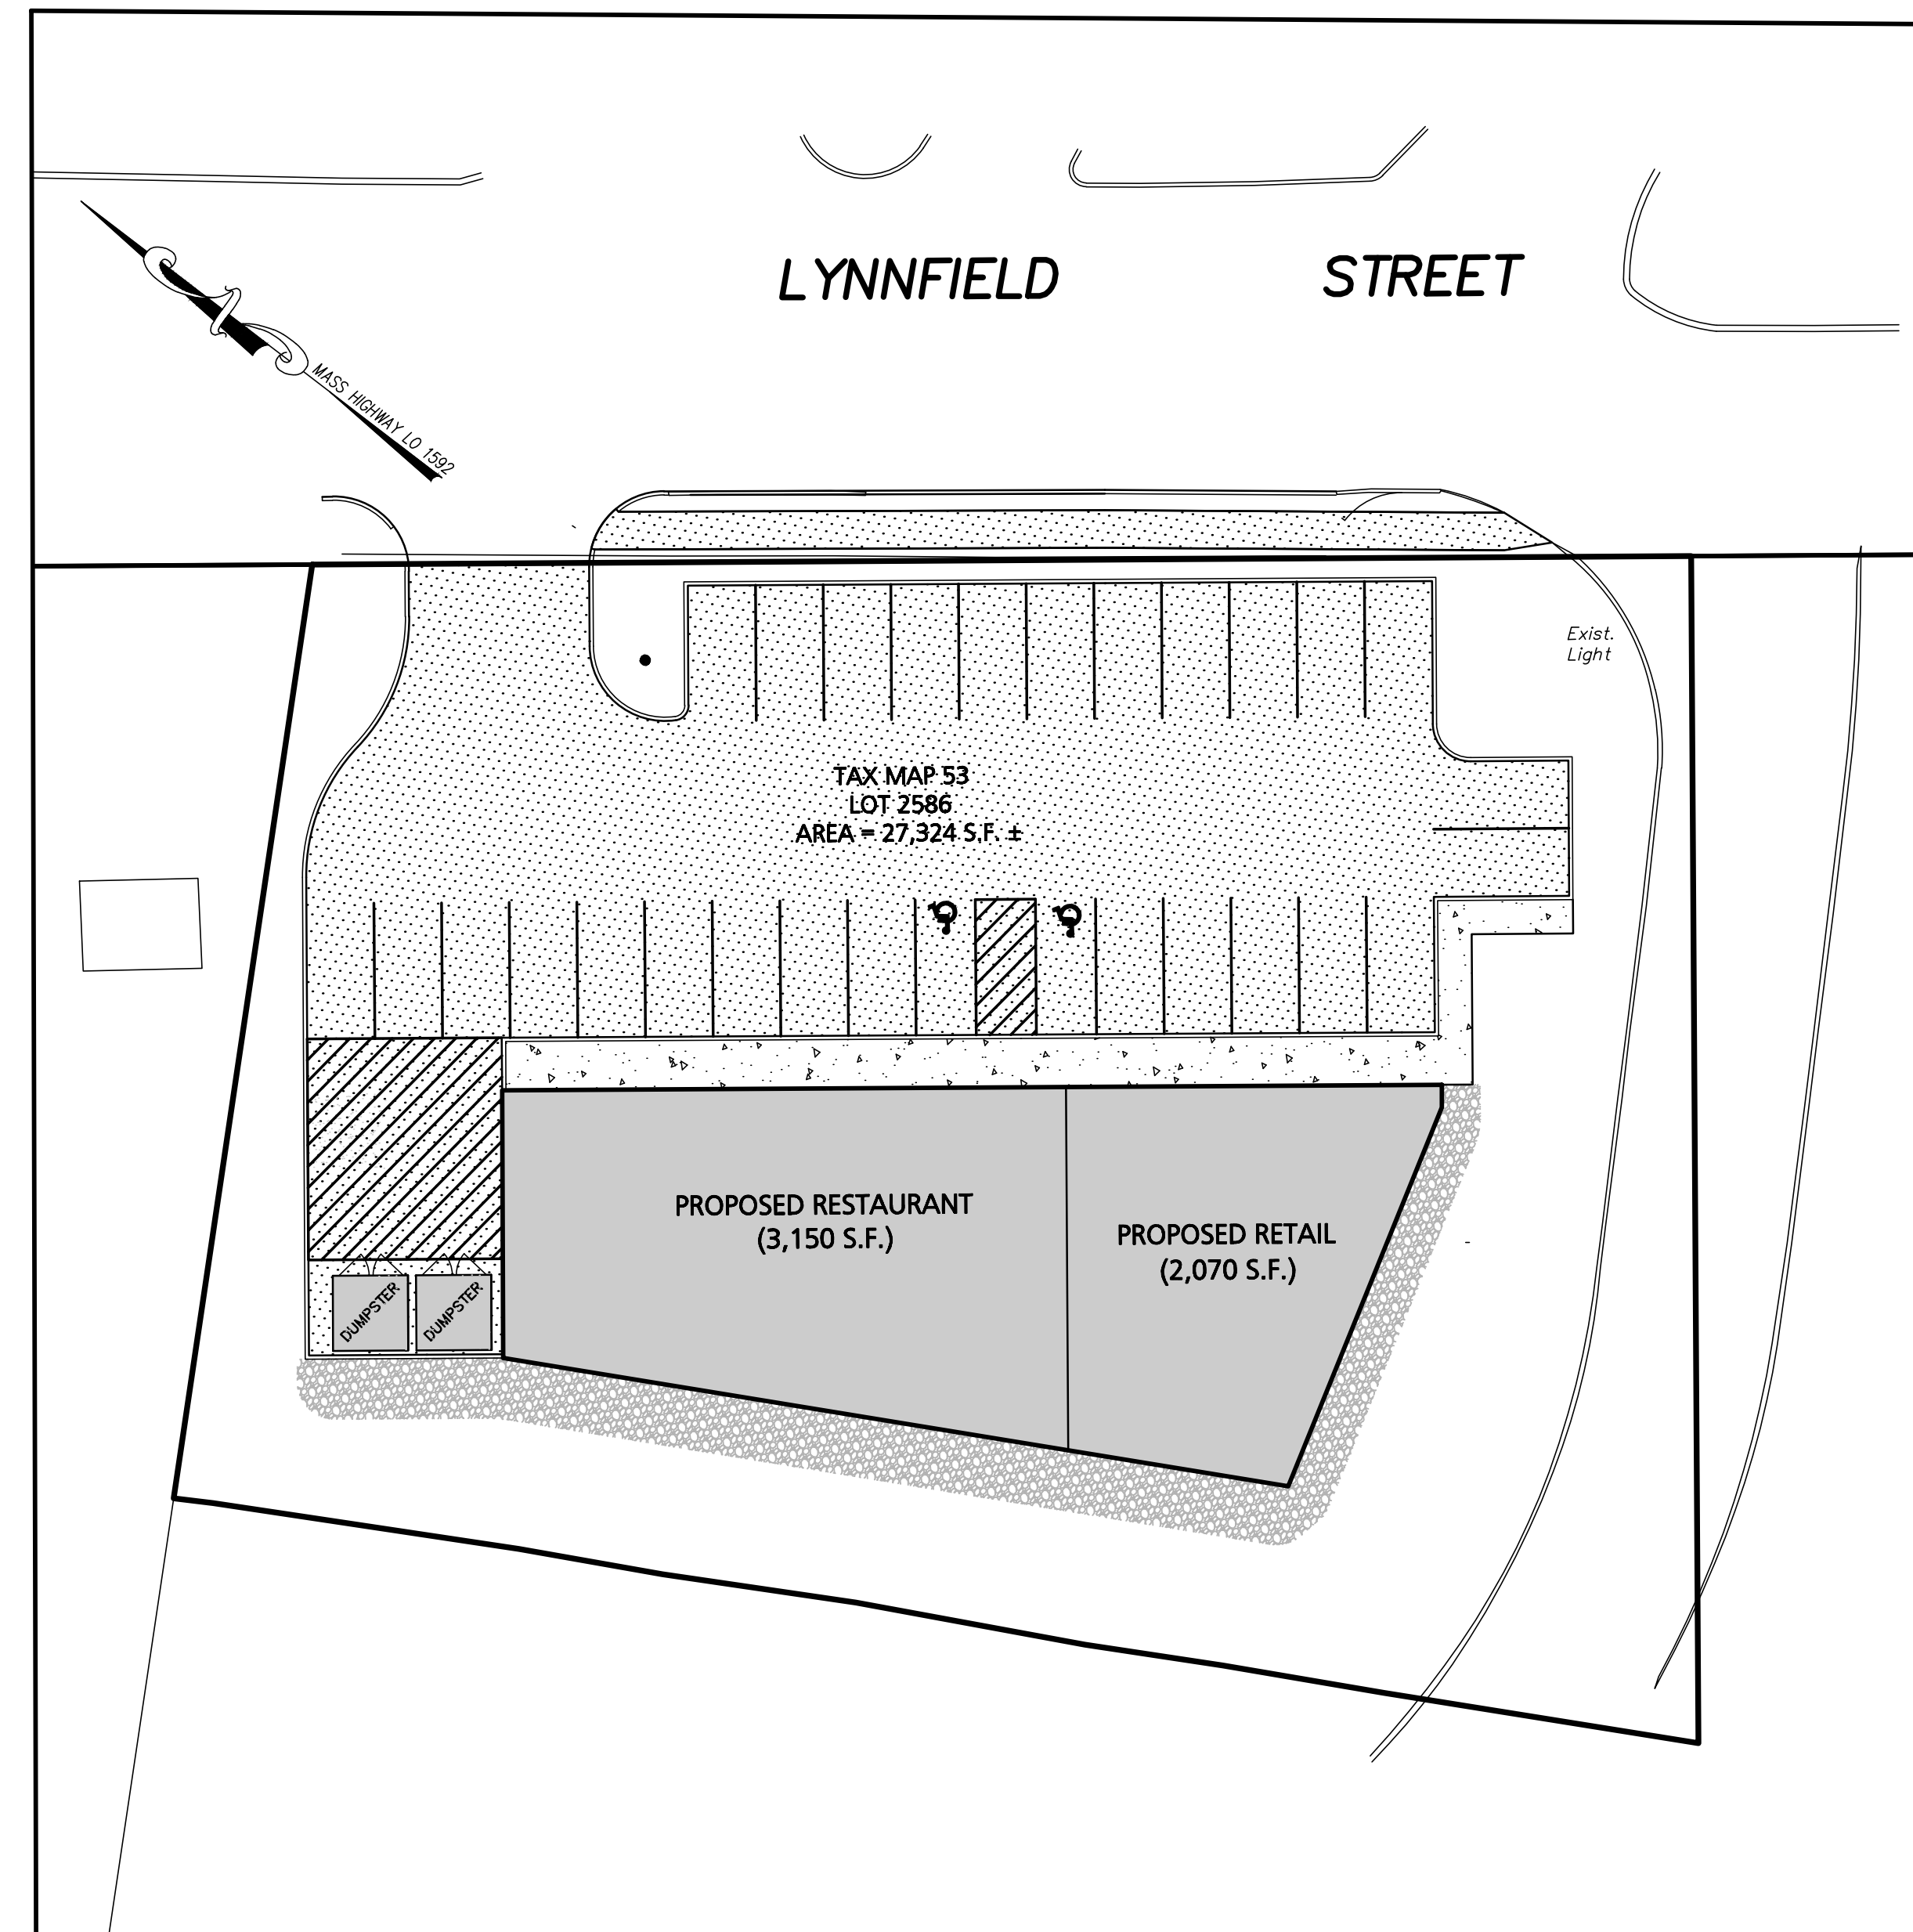 LYNNFIELD STREET
MASS HIGHWAY LO 1592
Exist.
Light
TAX MAP 53
LOT 2586
AREA = 27,324 S.F. ±
PROPOSED RESTAURANT
(3,150 S.F.)
PROPOSED RETAIL
(2,070 S.F.)
DUMPSTER
DUMPSTER